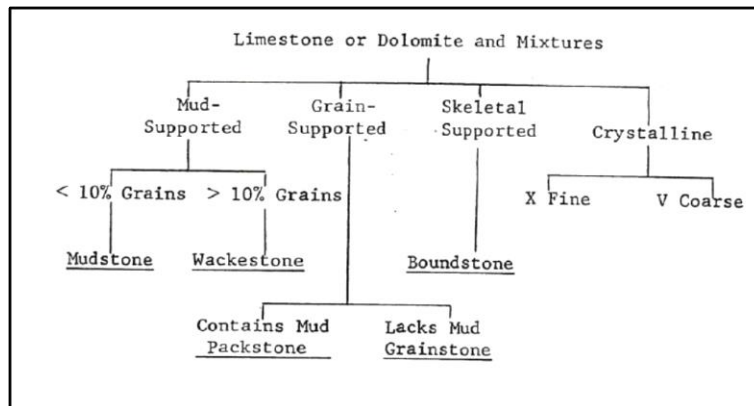 Limestone or Dolomite and Mixtures
Mud-
Supported
Grain-
Supported
Skeletal
Supported
Crystalline
< 10% Grains
> 10% Grains
X Fine
V Coarse
Mudstone
Wackestone
Boundstone
Contains Mud
Packstone
Lacks Mud
Grainstone